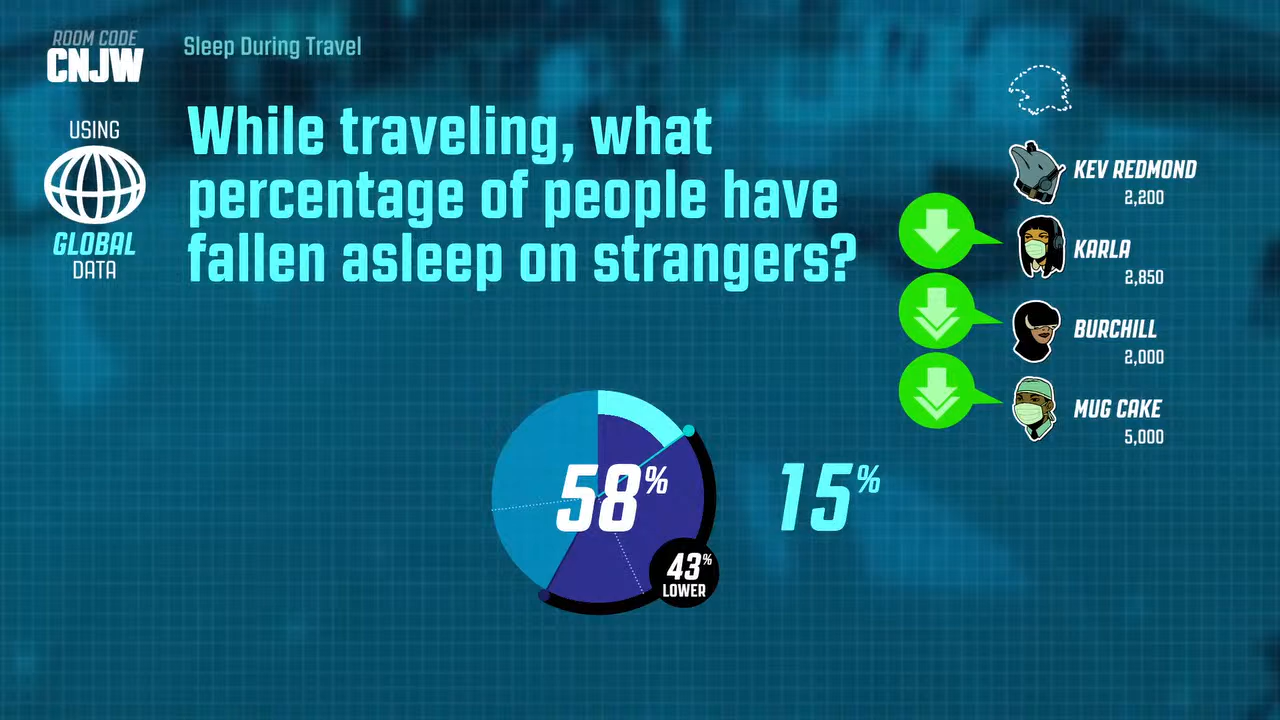 ROOM CODE
CNJW
Sleep During Travel
USING
GLOBAL
DATA
While traveling, what
percentage of people have
fallen asleep on strangers?
KEV REDMOND
2,200
KARLA
2,850
BURCHILL
2,000
MUG CAKE
5,000
58%
15%
43%
LOWER